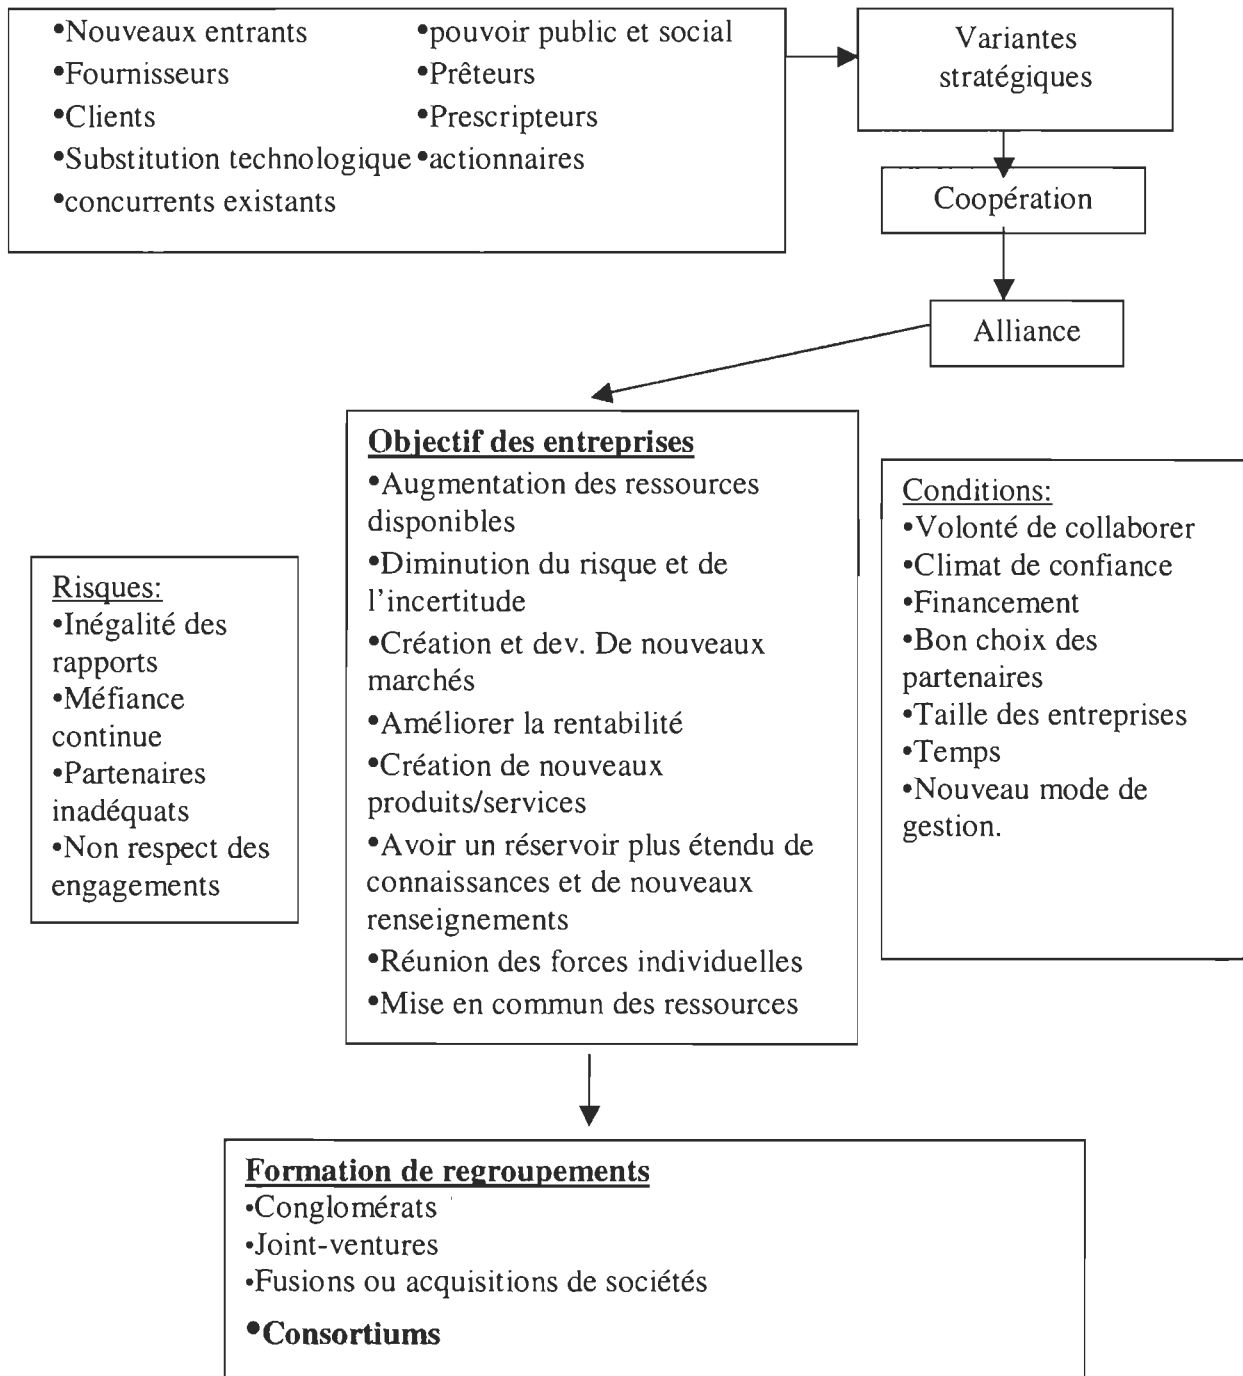 •Nouveaux entrants
•Fournisseurs
•Clients
•Substitution technologique
•concurrents existants
•pouvoir public et social
•Prêteurs
•Prescripteurs
•actionnaires
Variantes
stratégiques
Coopération
Alliance
Objectif des entreprises
•Augmentation des ressources
disponibles
•Diminution du risque et de
l'incertitude
•Création et dev. De nouveaux
marchés
•Améliorer la rentabilité
•Création de nouveaux
produits/services
•Avoir un réservoir plus étendu de
connaissances et de nouveaux
renseignements
•Réunion des forces individuelles
•Mise en commun des ressources
Risques:
•Inégalité des
rapports
•Méfiance
continue
•Partenaires
inadéquats
•Non respect des
engagements
Conditions:
•Volonté de collaborer
•Climat de confiance
•Financement
•Bon choix des
partenaires
•Taille des entreprises
•Temps
•Nouveau mode de
gestion.
Formation de regroupements
•Conglomérats
•Joint-ventures
•Fusions ou acquisitions de sociétés
•Consortiums